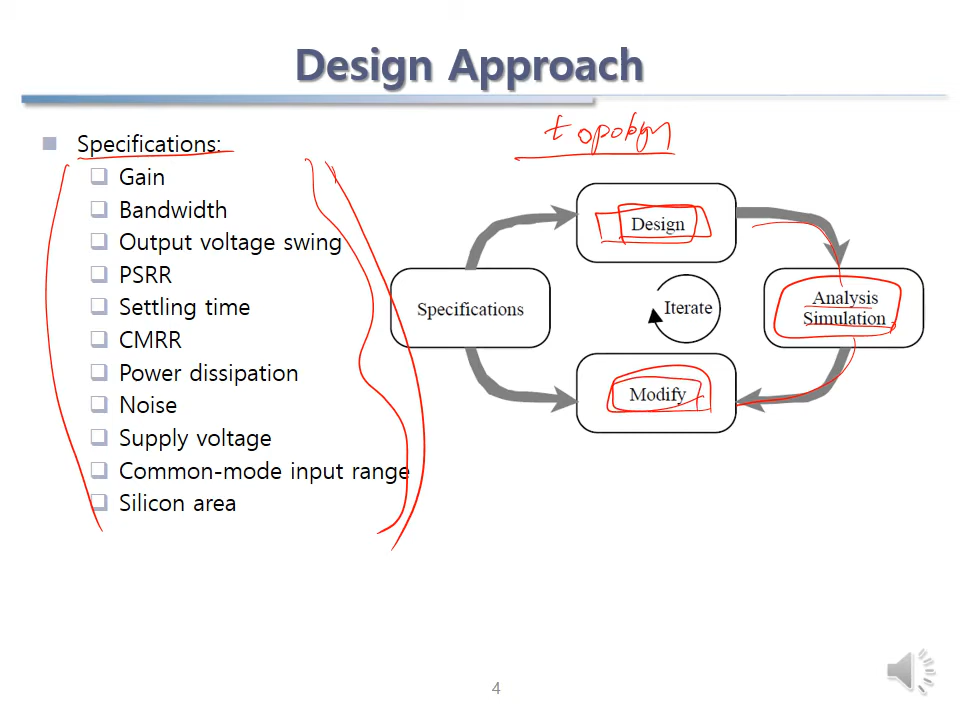 Design Approach
topology
Specifications:
Gain
Bandwidth
Output voltage swing
PSRR
Settling time
CMRR
Power dissipation
Noise
Supply voltage
Common-mode input range
Silicon area
Design
Specifications
Iterate
Analysis
Simulation
Modify
4